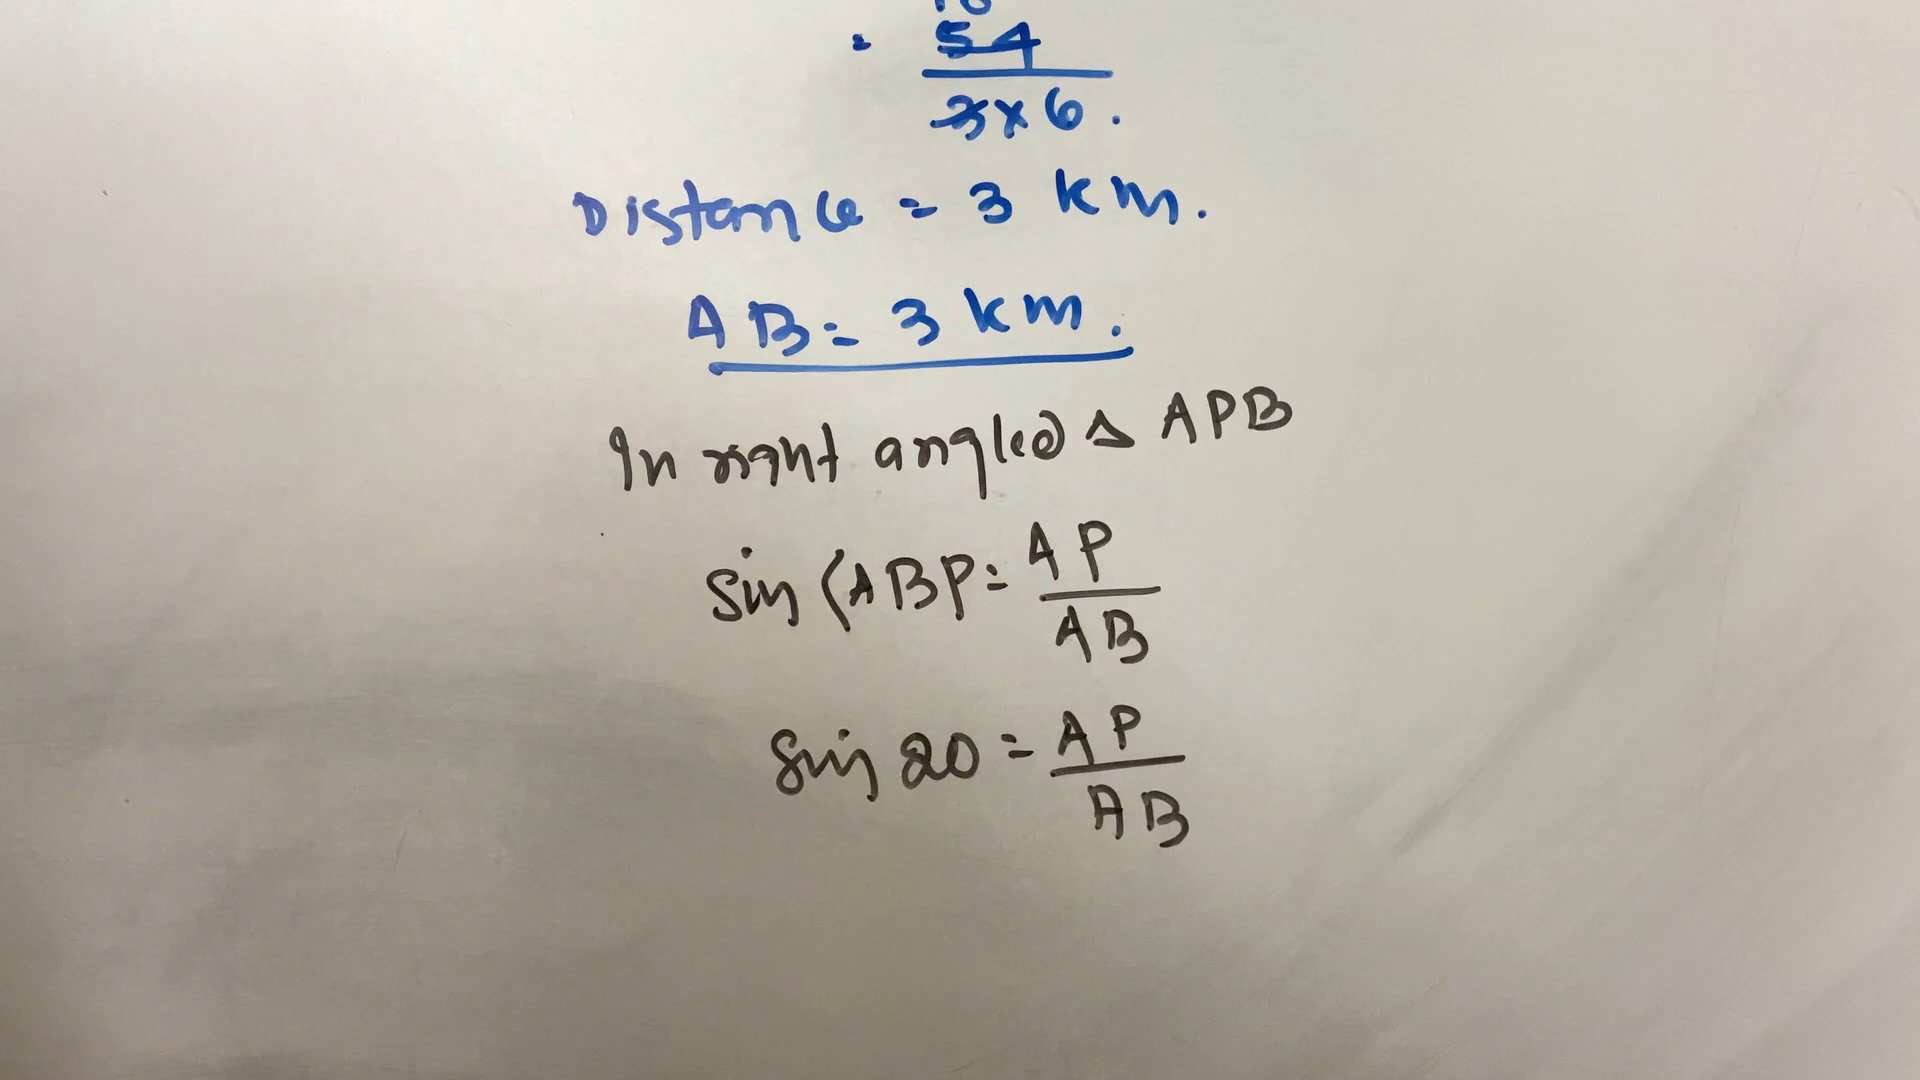 = 54
3×6.
Distance = 3 km.
AB = 3 km.
In right angled Δ APB
sin (ABP = AP
AB
Sin 20 = AP
AB